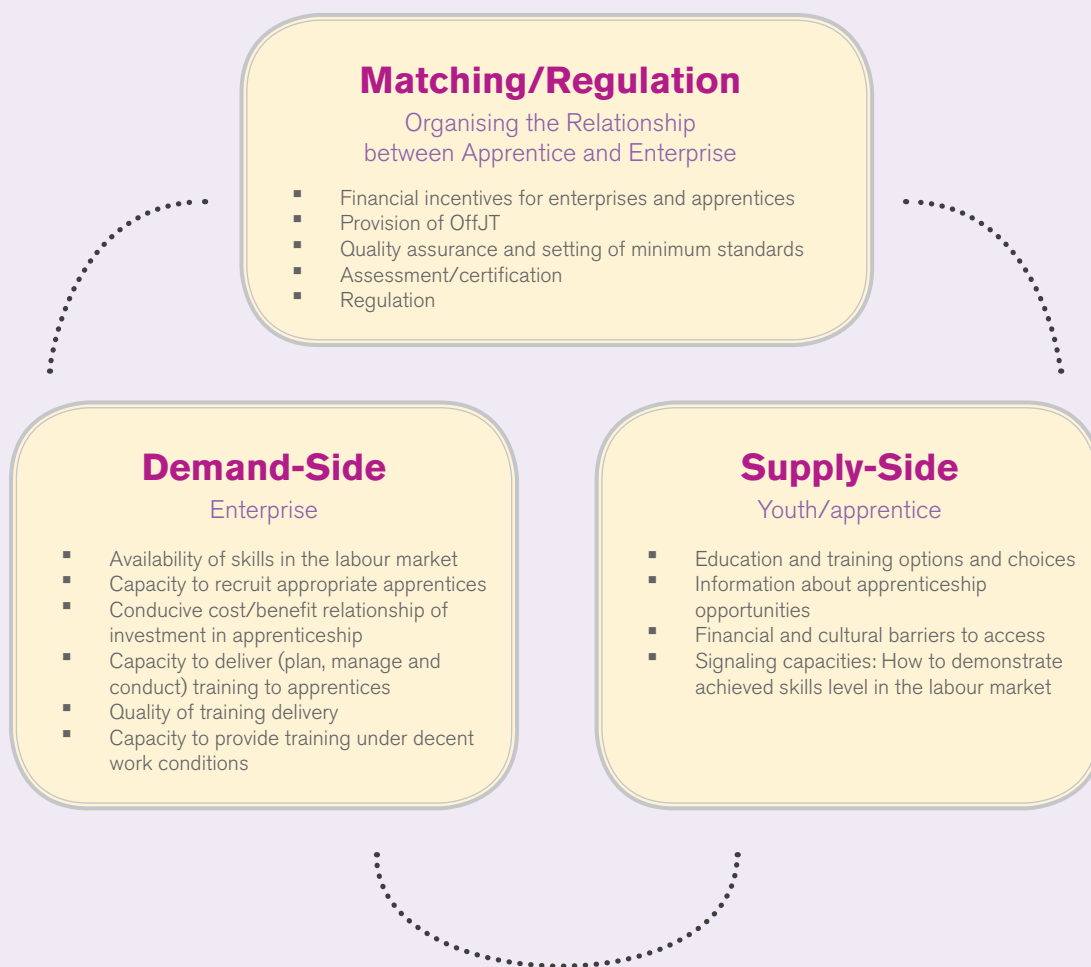 Matching/Regulation
Organising the Relationship
between Apprentice and Enterprise
▪ Financial incentives for enterprises and apprentices
▪ Provision of OffJT
▪ Quality assurance and setting of minimum standards
▪ Assessment/certification
▪ Regulation
Demand-Side
Enterprise
▪ Availability of skills in the labour market
▪ Capacity to recruit appropriate apprentices
▪ Conducive cost/benefit relationship of
investment in apprenticeship
▪ Capacity to deliver (plan, manage and
conduct) training to apprentices
▪ Quality of training delivery
▪ Capacity to provide training under decent
work conditions
Supply-Side
Youth/apprentice
▪ Education and training options and choices
▪ Information about apprenticeship
opportunities
▪ Financial and cultural barriers to access
▪ Signaling capacities: How to demonstrate
achieved skills level in the labour market